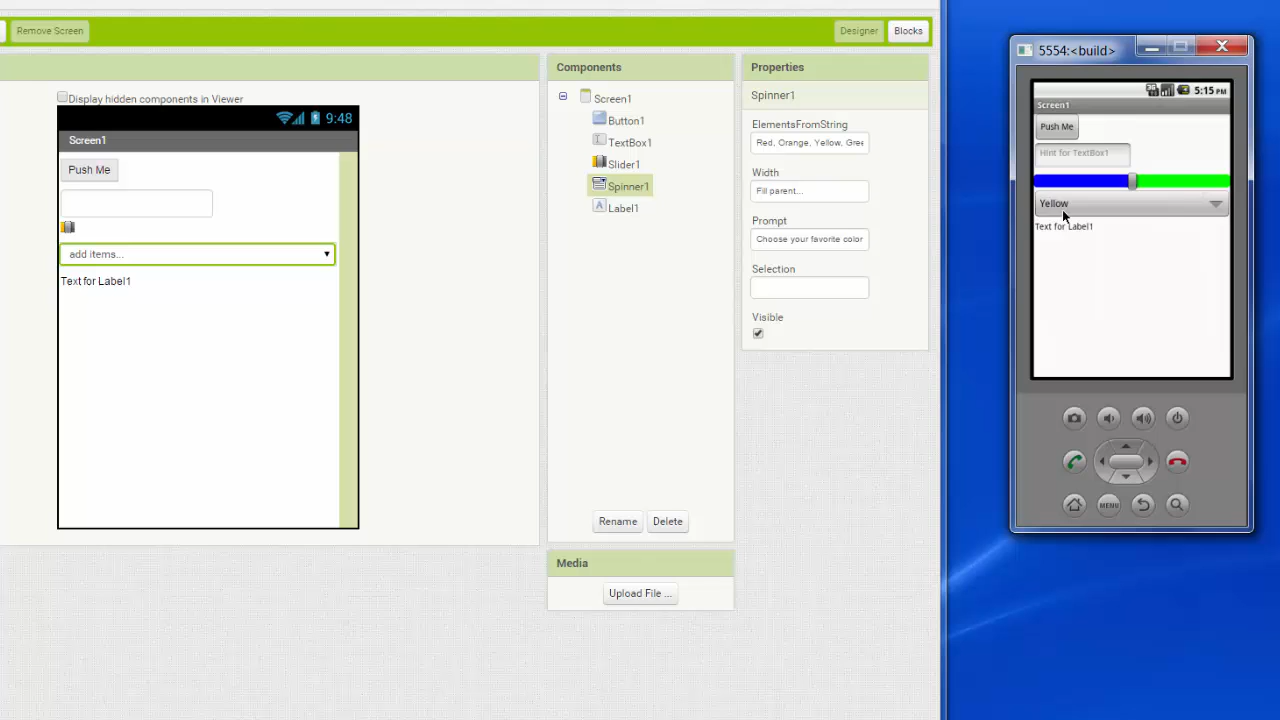 Remove Screen
Designer
Blocks
Display hidden components in Viewer
9:48
Screen1
Push Me
add items...
Text for Label1
Components
Screen1
Button1
TextBox1
Slider1
Spinner1
Label1
Rename
Delete
Media
Upload File ...
Properties
Spinner1
ElementsFromString
Red, Orange, Yellow, Gree
Width
Fill parent...
Prompt
Choose your favorite color
Selection
Visible
5554:<build>
5:15 PM
Screen1
Push Me
Hint for TextBox1
Yellow
Text for Label1
MENU